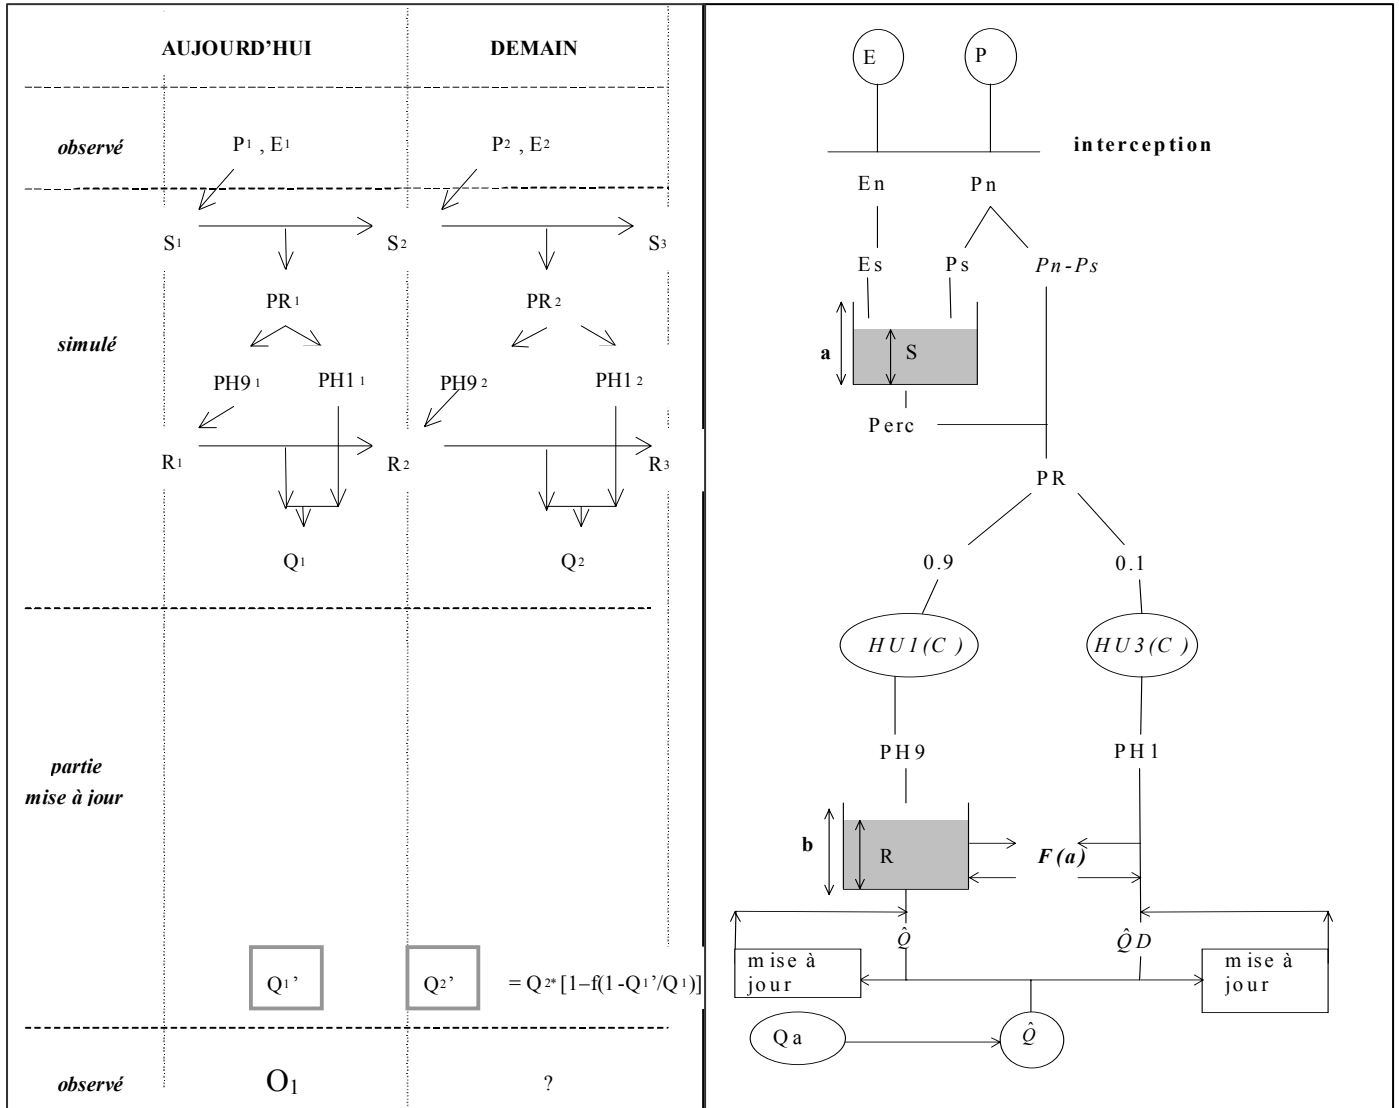 AUJOURD'HUI DEMAIN
observé P1 , E1 P2 , E2
S1 S2 S3
PR1 PR2
simulé
PH9 1 PH1 1 PH9 2 PH1 2
R1 R2 R3
Q1 Q2
partie
mise à jour
Q1' Q2' = Q2* [1–f(1-Q1'/Q1)]
observé O1 ?
E P
interception
En Pn
Es Ps Pn-Ps
a S
Perc
PR
0.9 0.1
HU1(C ) HU3(C )
PH9 PH1
b R F(a)
Q̂ Q̂D
mise à
jour
mise à
jour
Qa Q̂